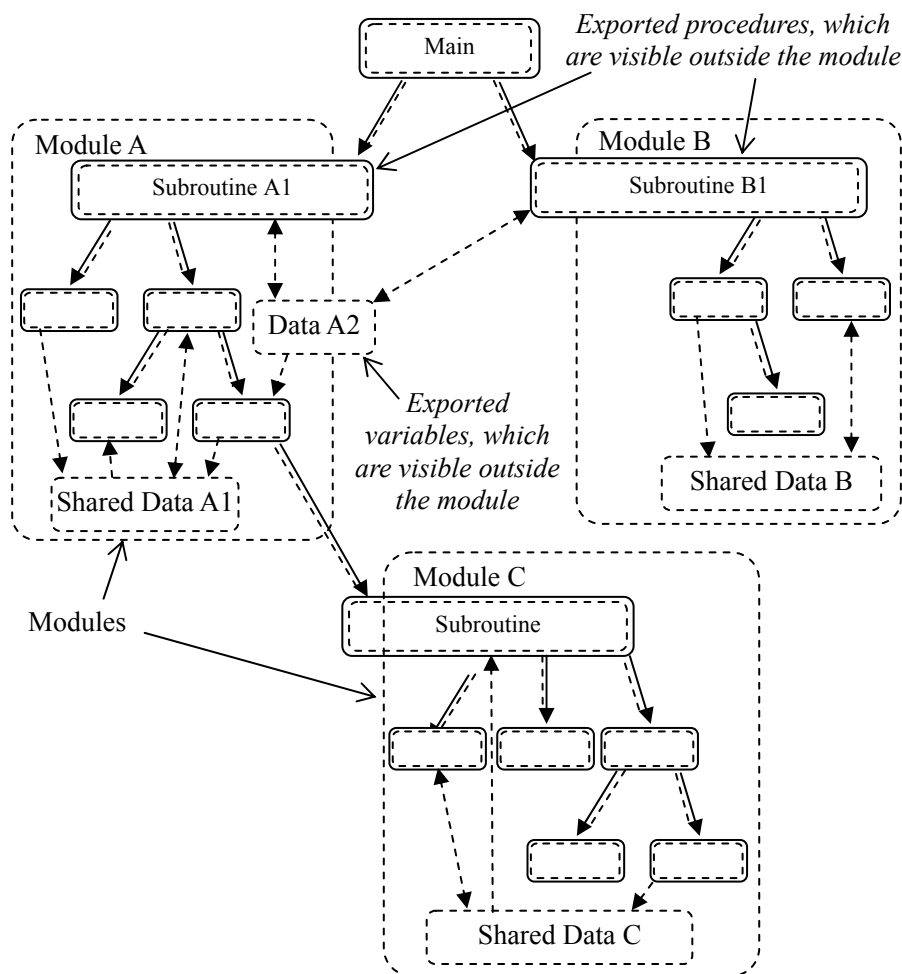 Exported procedures, which
are visible outside the module
Main
Module A
Module B
Subroutine A1
Subroutine B1
Data A2
Exported
variables, which
are visible outside
the module
Shared Data A1
Shared Data B
Modules
Module C
Subroutine
Shared Data C